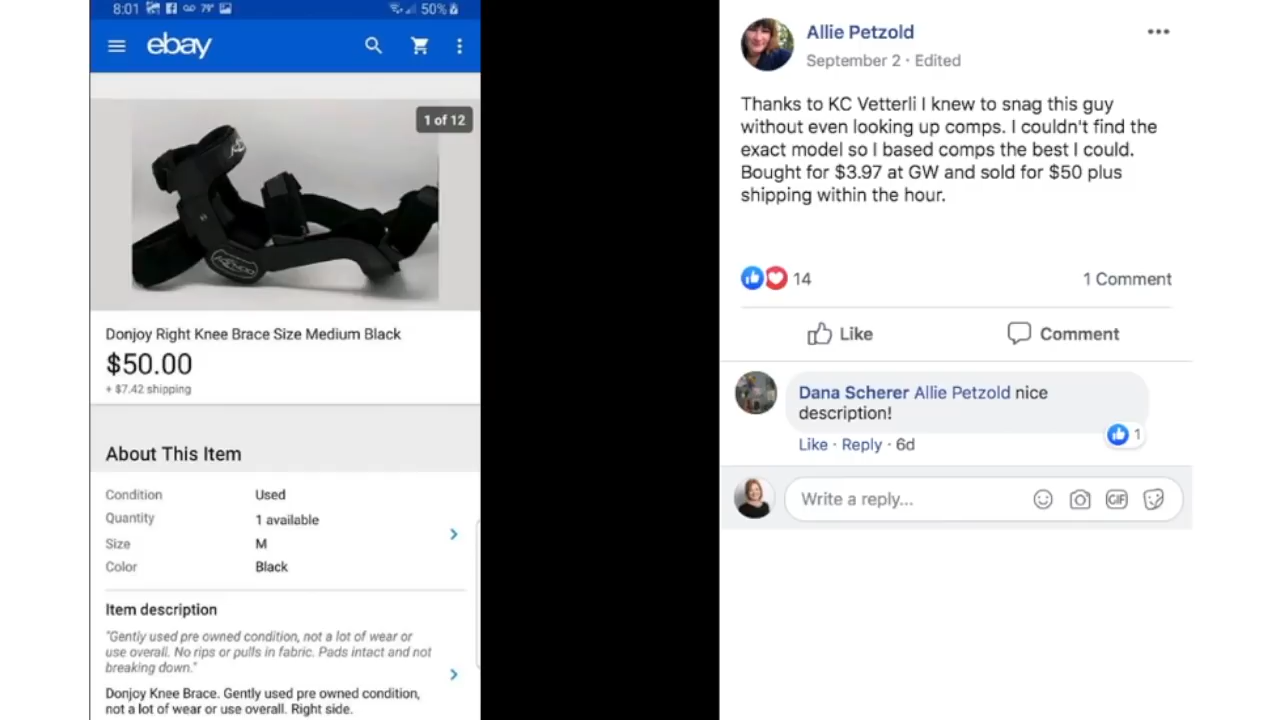 8:01 79° 50%
ebay
1 of 12
Donjoy Right Knee Brace Size Medium Black
$50.00
+ $7.42 shipping
About This Item
Condition Used
Quantity 1 available
Size M
Color Black
Item description
"Gently used pre owned condition, not a lot of wear or
use overall. No rips or pulls in fabric. Pads intact and not
breaking down."
Donjoy Knee Brace. Gently used pre owned condition,
not a lot of wear or use overall. Right side.
Allie Petzold
September 2 · Edited
Thanks to KC Vetterli I knew to snag this guy
without even looking up comps. I couldn't find the
exact model so I based comps the best I could.
Bought for $3.97 at GW and sold for $50 plus
shipping within the hour.
14 1 Comment
Like Comment
Dana Scherer Allie Petzold nice
description!
1
Like · Reply · 6d
Write a reply... GIF